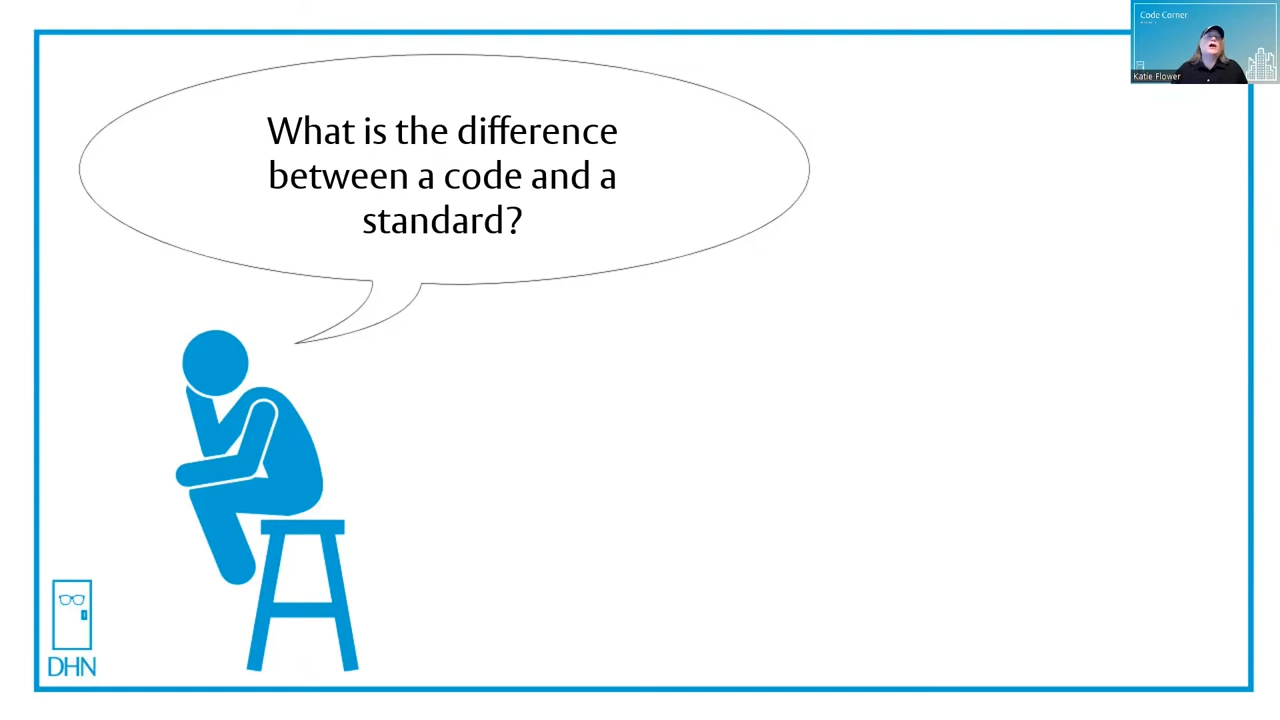 Code Corner
Katie Flower
What is the difference
between a code and a
standard?
DHN